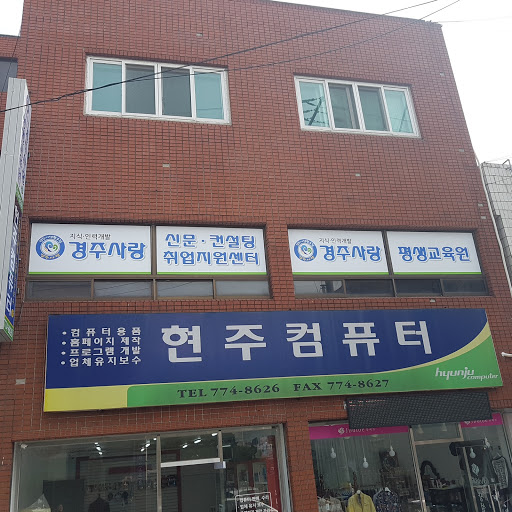 지식·인력개발
경주사랑
신문·컨설팅
취업지원센터
지식·인력개발
경주사랑
평생교육원
·컴퓨터용품
·홈페이지 제작
·프로그램 개발
·업체유지보수
현주컴퓨터
TEL 774-8626 FAX 774-8627
hyunju
computer